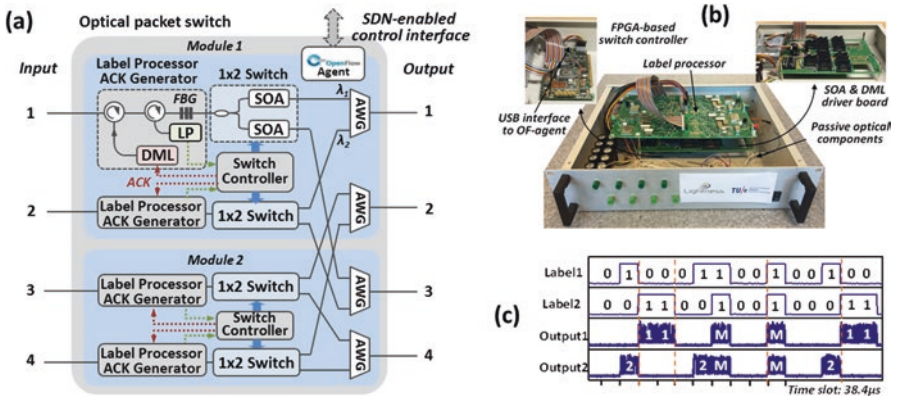 (a)
Optical packet switch
SDN-enabled
control interface
Module 1
OpenFlow
Agent
Input
Output
Label Processor
ACK Generator
1x2 Switch
FBG
SOA
λ1
AWG
1
1
LP
SOA
λ2
DML
Switch
Controller
ACK
2
Label Processor
ACK Generator
1x2 Switch
AWG
2
Module 2
3
Label Processor
ACK Generator
1x2 Switch
AWG
3
Switch
Controller
4
Label Processor
ACK Generator
1x2 Switch
AWG
4
(b)
FPGA-based
switch controller
Label processor
USB interface
to OF-agent
SOA & DML
driver board
Passive optical
components
Lightness
TU/e
(c)
Label1 0 1 0 0 0 1 1 0 0 1 0 0 1 0 0
Label2 0 0 1 1 0 0 1 0 0 1 0 0 0 1 1
Output1 1 1 M M 1 1
Output2 2 2 M M 2
Time slot: 38.4μs